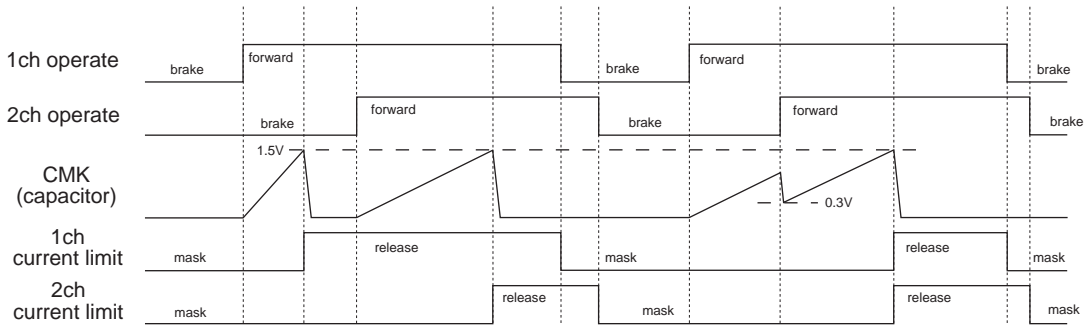 1ch operate
brake
forward
brake
forward
brake
2ch operate
brake
forward
brake
forward
brake
CMK
(capacitor)
1.5V
0.3V
1ch
current limit
mask
release
mask
release
mask
2ch
current limit
mask
release
mask
release
mask